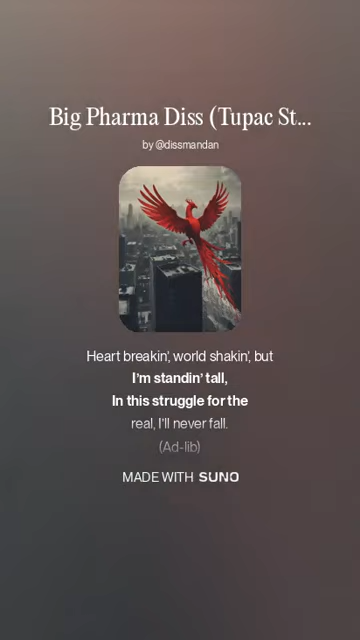 Big Pharma Diss (Tupac St...
by @dissmandan
Heart breakin', world shakin', but
I'm standin' tall,
In this struggle for the
real, I'll never fall.
(Ad-lib)
MADE WITH SUNO